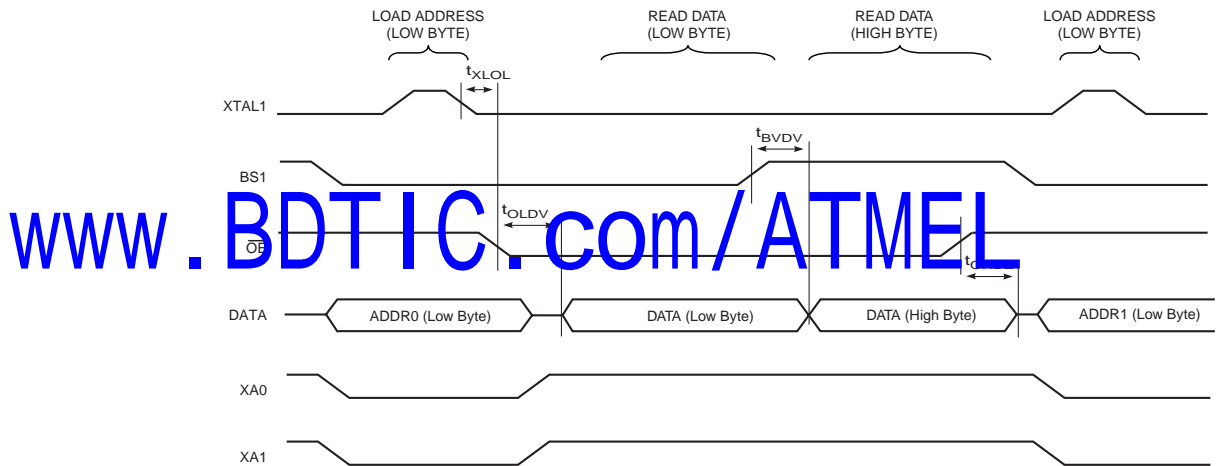 LOAD ADDRESS
(LOW BYTE)
READ DATA
(LOW BYTE)
READ DATA
(HIGH BYTE)
LOAD ADDRESS
(LOW BYTE)
tXLOL
XTAL1
tBVDV
BS1
www.BDTIC.com/ATMEL
tOLDV
OE
DATA
ADDR0 (Low Byte)
DATA (Low Byte)
DATA (High Byte)
ADDR1 (Low Byte)
XA0
XA1